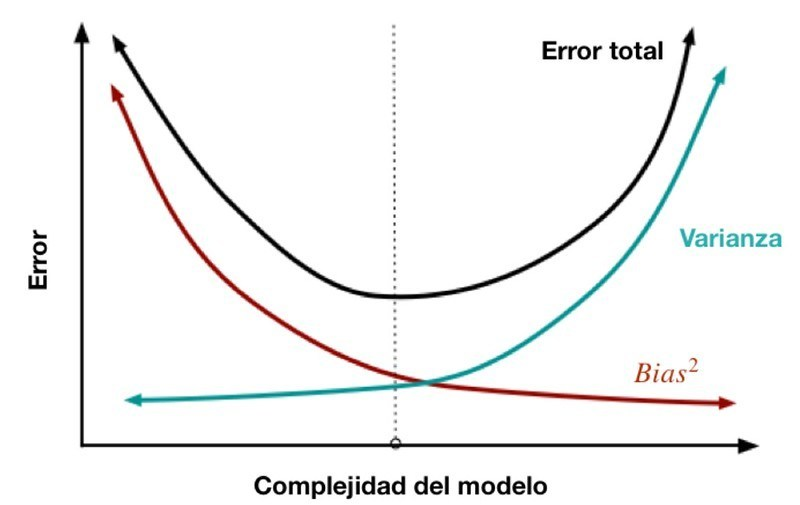 Error total
Varianza
Error
Bias²
Complejidad del modelo